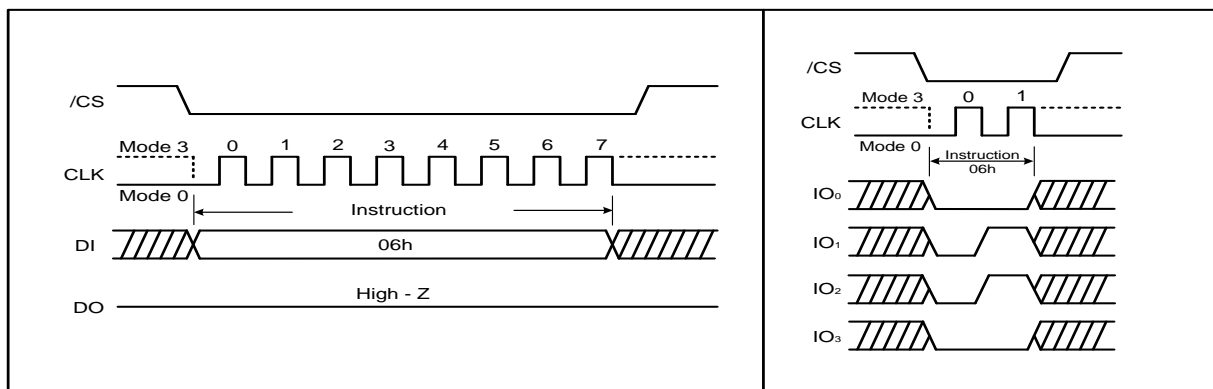 /CS
Mode 3
0 1 2 3 4 5 6 7
CLK
Mode 0
Instruction
DI
06h
High - Z
DO
/CS
Mode 3
0 1
CLK
Mode 0
Instruction
06h
IO₀
IO₁
IO₂
IO₃